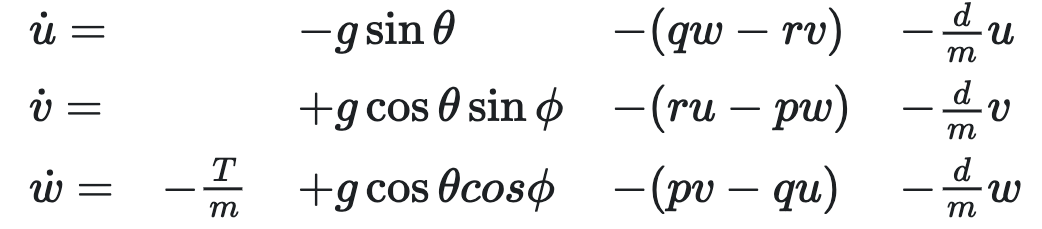 u̇ = −g sin θ −(qw − rv) −d/m u
v̇ = +g cos θ sin ϕ −(ru − pw) −d/m v
ẇ = −T/m +g cos θcosϕ −(pv − qu) −d/m w